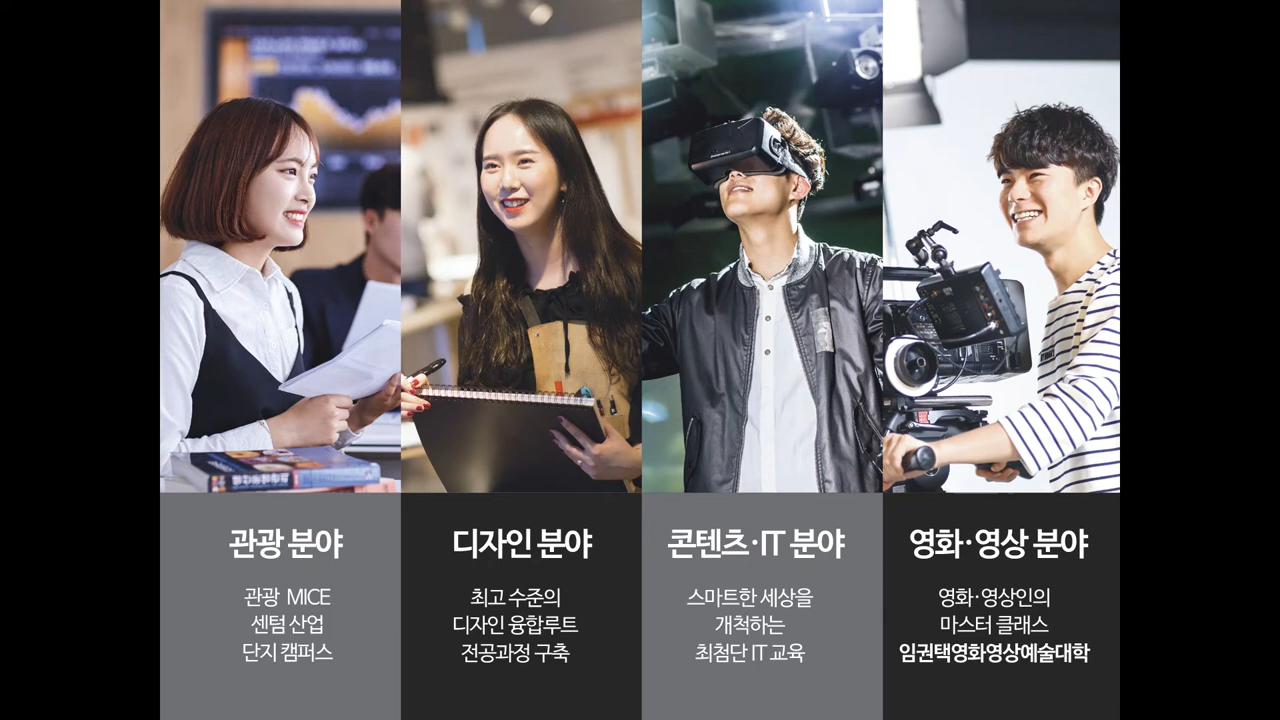 관광 분야
관광 MICE
센텀 산업
단지 캠퍼스
디자인 분야
최고 수준의
디자인 융합루트
전공과정 구축
콘텐츠·IT 분야
스마트한 세상을
개척하는
최첨단 IT 교육
영화·영상 분야
영화·영상인의
마스터 클래스
임권택영화영상예술대학